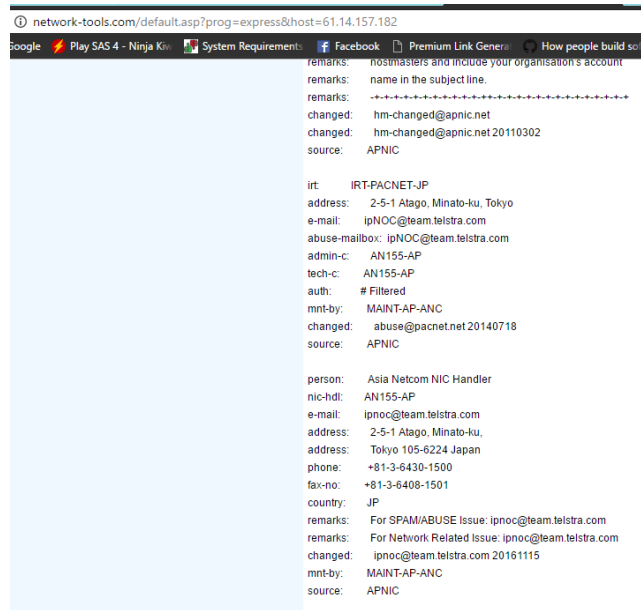 network-tools.com/default.asp?prog=express&host=61.14.157.182
Google Play SAS 4 - Ninja Kiw System Requirements Facebook Premium Link Genera How people build so
remarks: hostmasters and include your organisation's account
remarks: name in the subject line.
remarks: -+-+-+-+-+-+-+-+-+-+-+-++-+-+-+-+-+-+-+-+-+-+-+-+-+-+
changed: hm-changed@apnic.net
changed: hm-changed@apnic.net 20110302
source: APNIC
irt: IRT-PACNET-JP
address: 2-5-1 Atago, Minato-ku, Tokyo
e-mail: ipNOC@team.telstra.com
abuse-mailbox: ipNOC@team.telstra.com
admin-c: AN155-AP
tech-c: AN155-AP
auth: # Filtered
mnt-by: MAINT-AP-ANC
changed: abuse@pacnet.net 20140718
source: APNIC
person: Asia Netcom NIC Handler
nic-hdl: AN155-AP
e-mail: ipnoc@team.telstra.com
address: 2-5-1 Atago, Minato-ku,
address: Tokyo 105-6224 Japan
phone: +81-3-6430-1500
fax-no: +81-3-6408-1501
country: JP
remarks: For SPAM/ABUSE Issue: ipnoc@team.telstra.com
remarks: For Network Related Issue: ipnoc@team.telstra.com
changed: ipnoc@team.telstra.com 20161115
mnt-by: MAINT-AP-ANC
source: APNIC